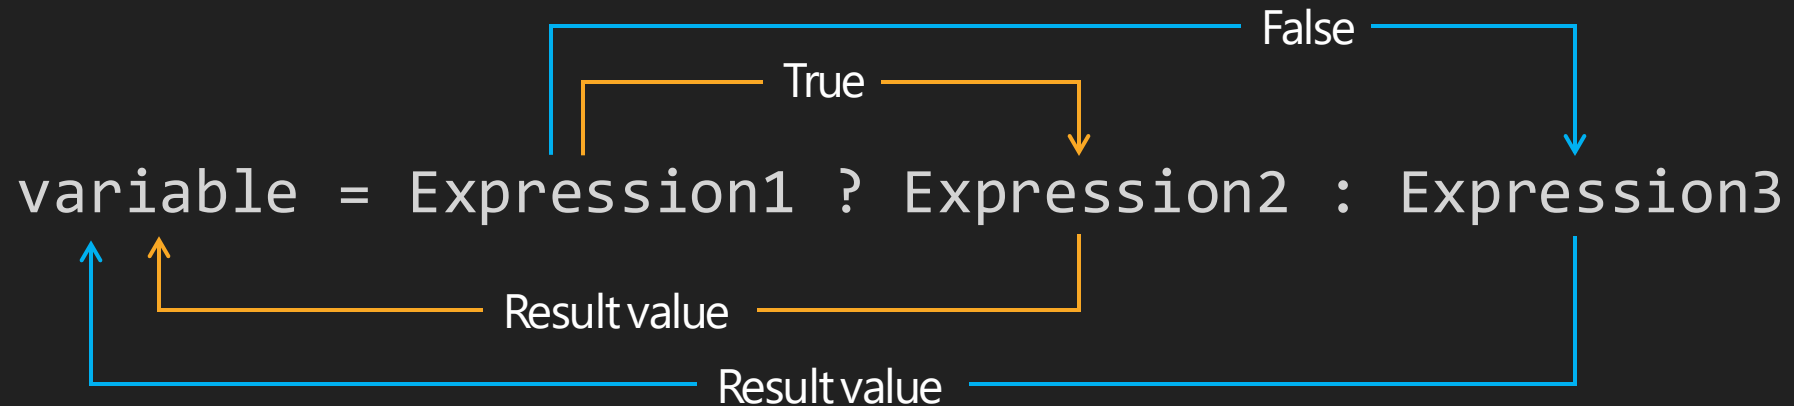 False
True
variable = Expression1 ? Expression2 : Expression3
Result value
Result value